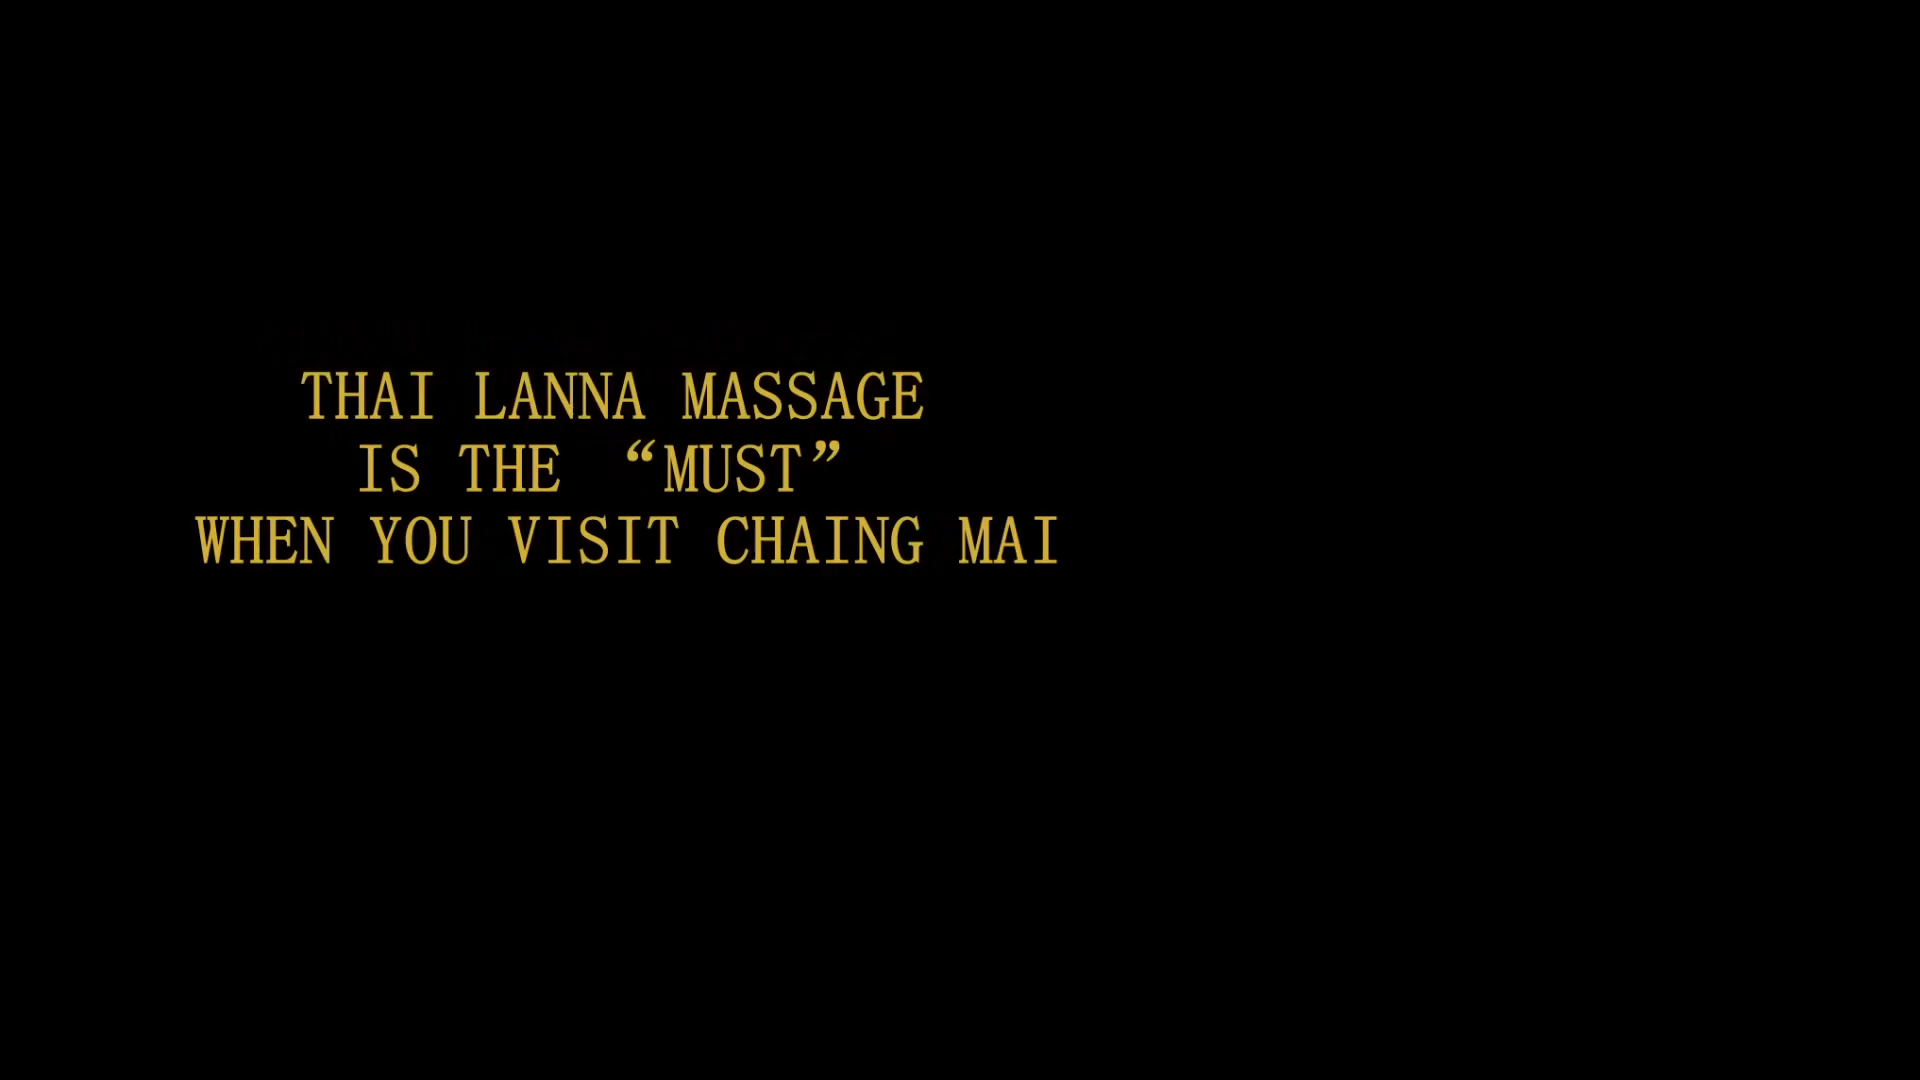 THAI LANNA MASSAGE
IS THE “MUST”
WHEN YOU VISIT CHAING MAI